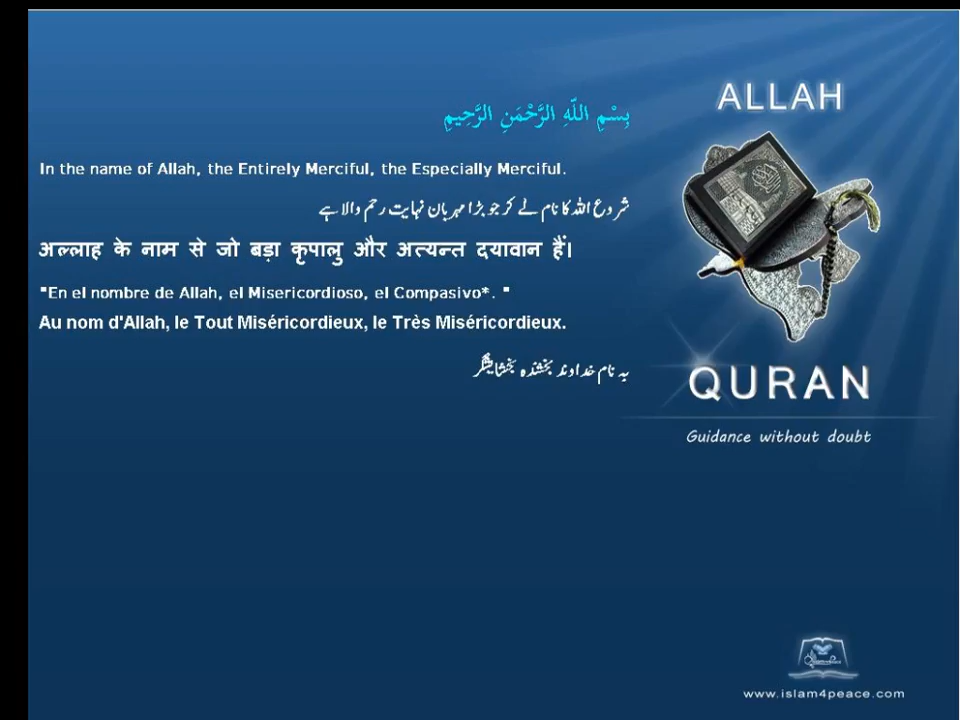 بِسْمِ اللَّهِ الرَّحْمَنِ الرَّحِيمِ
In the name of Allah, the Entirely Merciful, the Especially Merciful.
شروع الله کا نام لے کر جو بڑا مہربان نہایت رحم والا ہے
अल्लाह के नाम से जो बड़ा कृपालु और अत्यन्त दयावान हैं।
"En el nombre de Allah, el Misericordioso, el Compasivo*. "
Au nom d'Allah, le Tout Miséricordieux, le Très Miséricordieux.
به نام خداوند بخشنده بخشایشگر
ALLAH
QURAN
Guidance without doubt
www.islam4peace.com